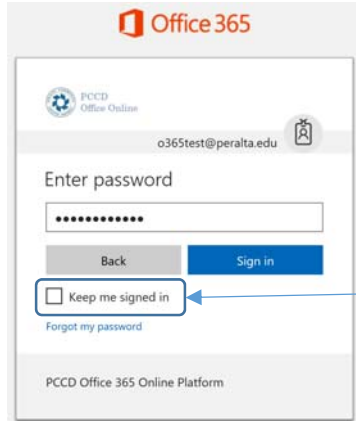 Office 365
PCCD
Office Online
o365test@peralta.edu
Enter password
••••••••••••
Back Sign in
Keep me signed in
Forgot my password
PCCD Office 365 Online Platform